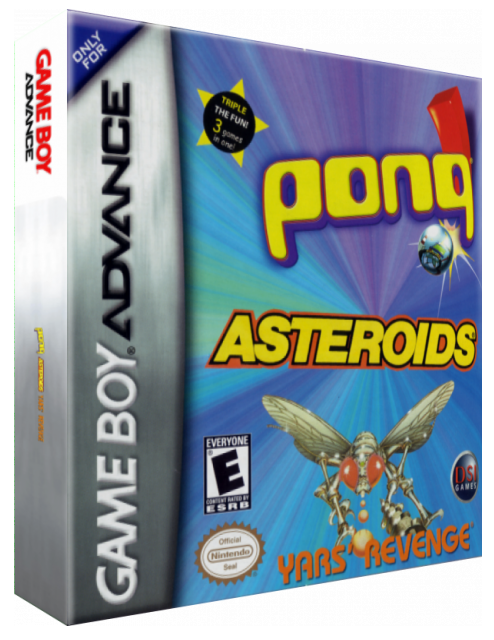 GAME BOY
ADVANCE
ONLY
FOR
GAME BOY ADVANCE
TRIPLE
THE FUN!
3 games
in one!
pong
ASTEROIDS
EVERYONE
E
CONTENT RATED BY
ESRB
Official
Nintendo
Seal
DSI
GAMES
YARS' REVENGE